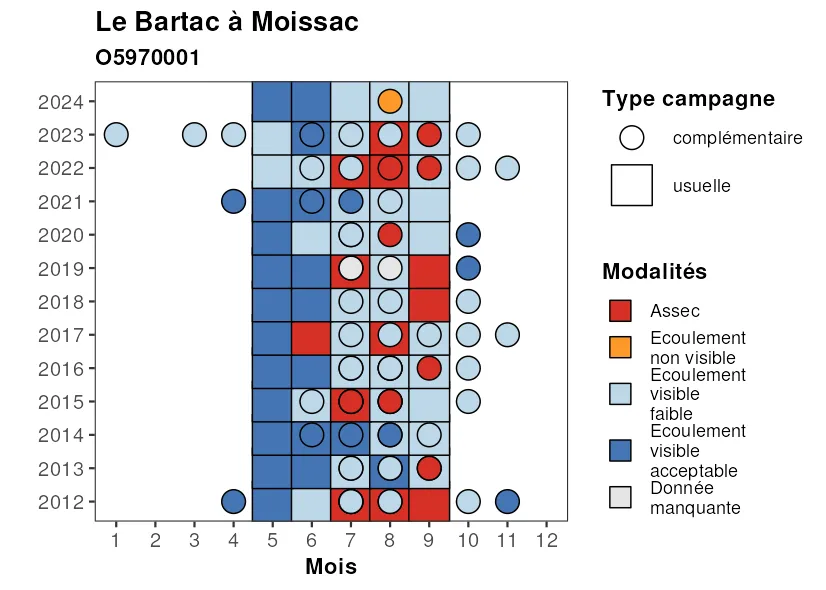 Le Bartac à Moissac
O5970001
2024
2023
2022
2021
2020
2019
2018
2017
2016
2015
2014
2013
2012
1 2 3 4 5 6 7 8 9 10 11 12
Mois
Type campagne
complémentaire
usuelle
Modalités
Assec
Ecoulement
non visible
Ecoulement
visible
faible
Ecoulement
visible
acceptable
Donnée
manquante